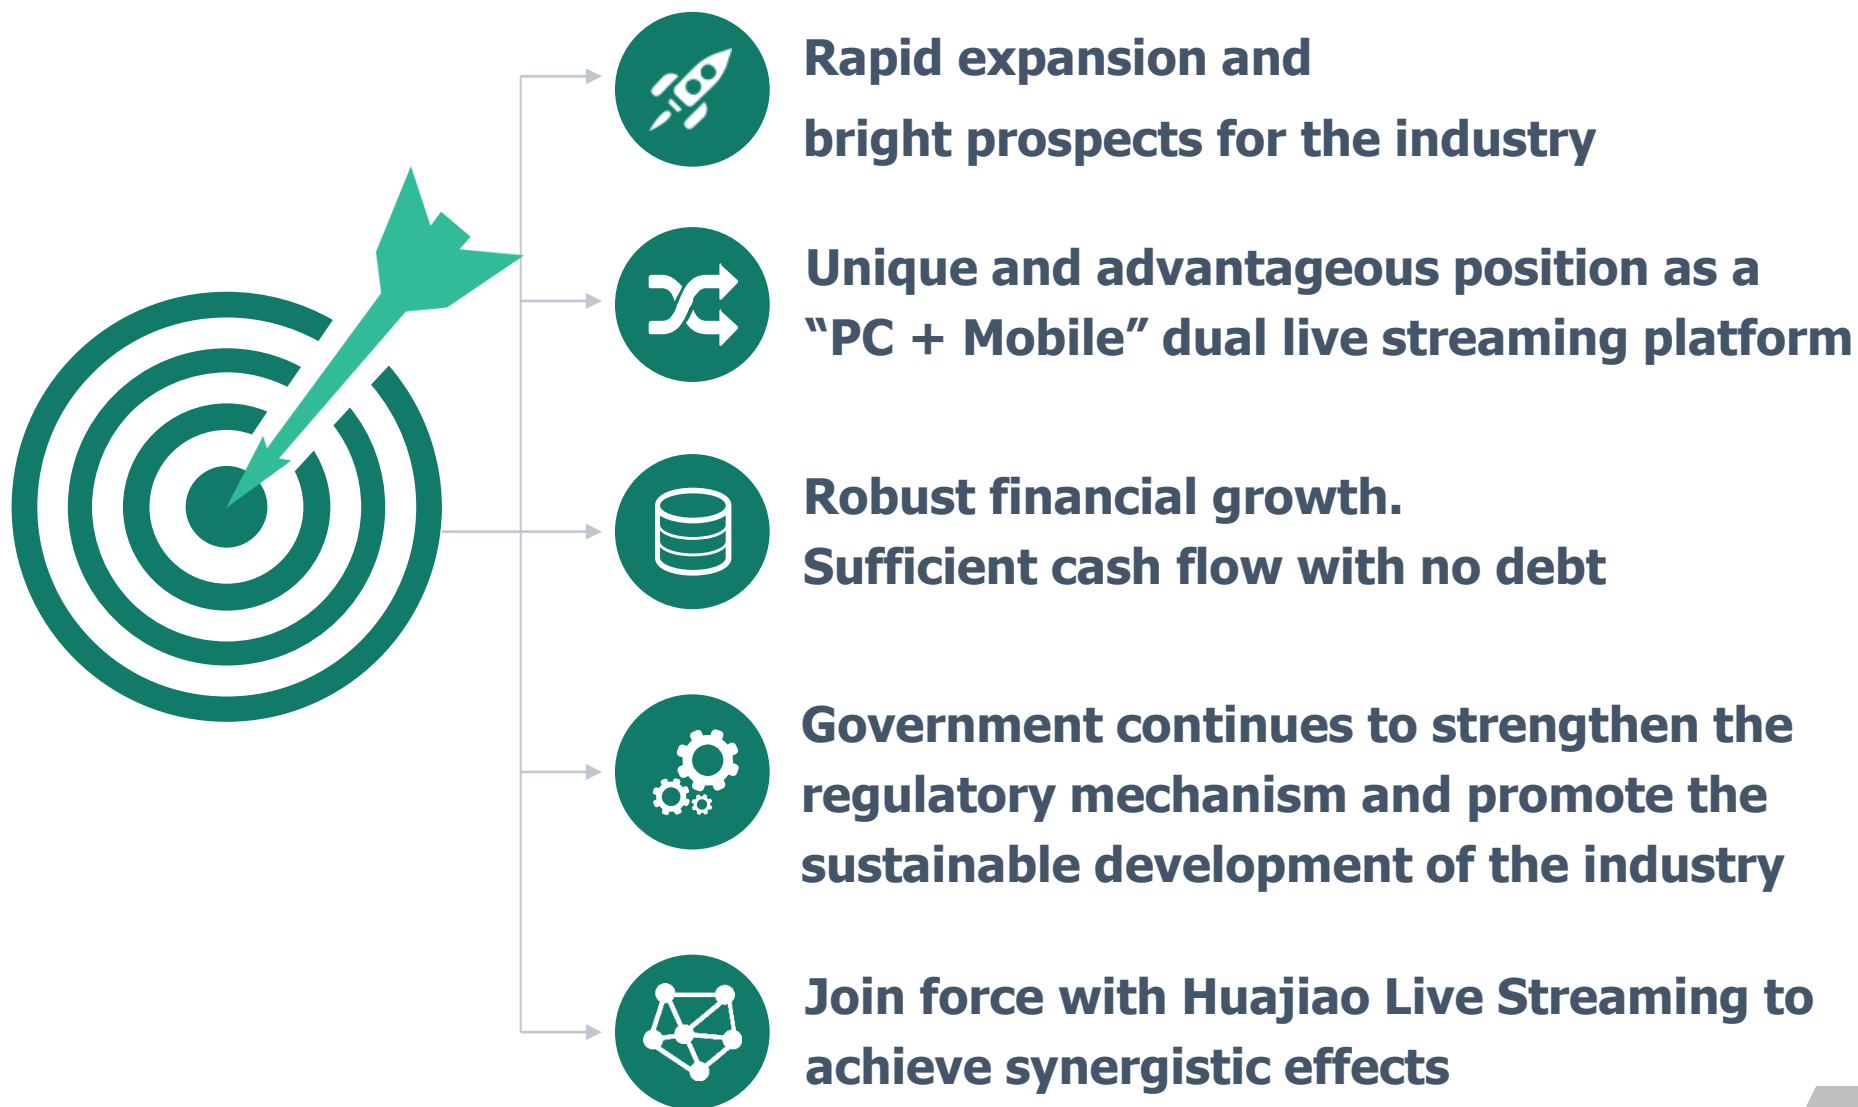 Rapid expansion and
bright prospects for the industry
Unique and advantageous position as a
“PC + Mobile” dual live streaming platform
Robust financial growth.
Sufficient cash flow with no debt
Government continues to strengthen the
regulatory mechanism and promote the
sustainable development of the industry
Join force with Huajiao Live Streaming to
achieve synergistic effects